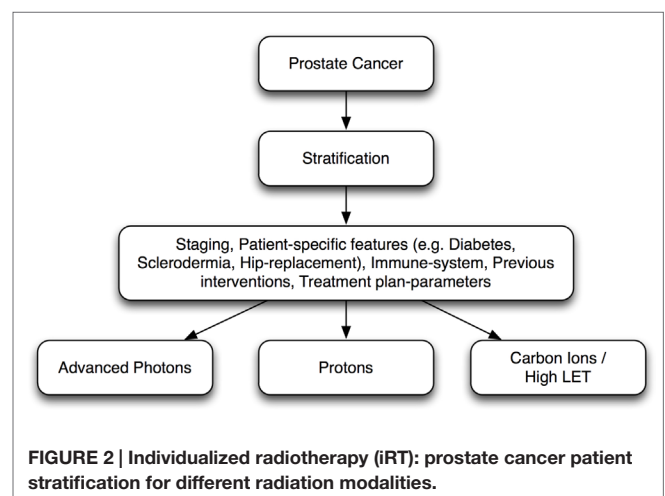 Prostate Cancer
Stratification
Staging, Patient-specific features (e.g. Diabetes,
Sclerodermia, Hip-replacement), Immune-system, Previous
interventions, Treatment plan-parameters
Advanced Photons
Protons
Carbon Ions /
High LET
FIGURE 2 | Individualized radiotherapy (iRT): prostate cancer patient
stratification for different radiation modalities.